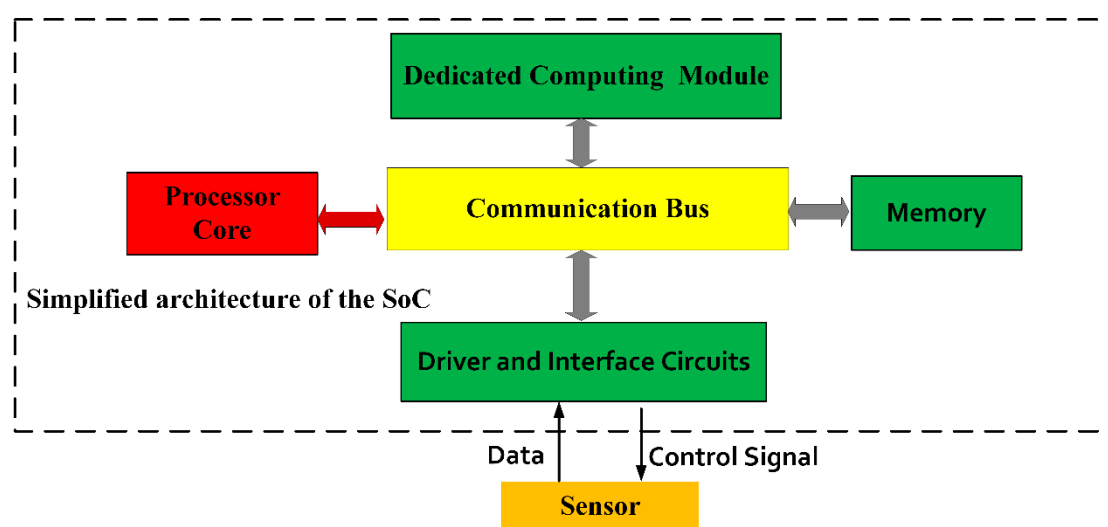 Dedicated Computing Module
Processor
Core
Communication Bus
Memory
Simplified architecture of the SoC
Driver and Interface Circuits
Data
Control Signal
Sensor